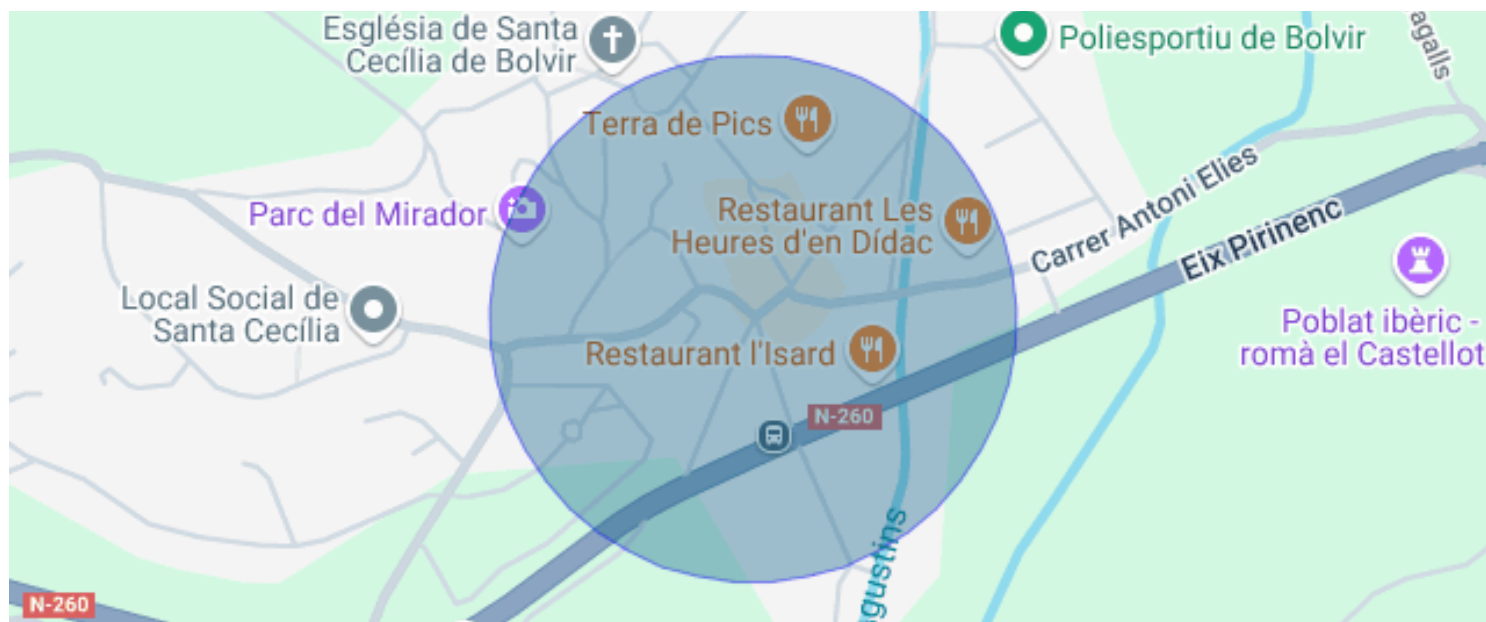 Església de Santa
Cecília de Bolvir
Poliesportiu de Bolvir
Terra de Pics
Parc del Mirador
Restaurant Les
Heures d'en Dídac
Carrer Antoni Elies
Eix Pirinenc
Local Social de
Santa Cecília
Poblat ibèric -
romà el Castellot
Restaurant l'Isard
N-260
N-260